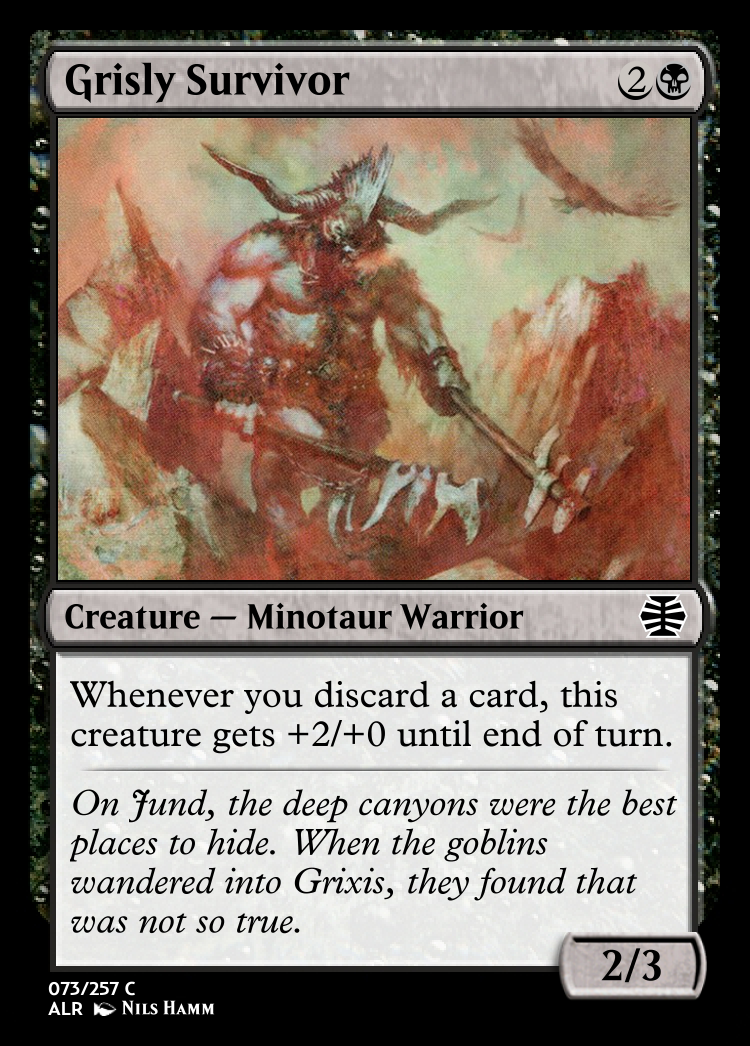 Grisly Survivor 2
Creature — Minotaur Warrior
Whenever you discard a card, this
creature gets +2/+0 until end of turn.
On Jund, the deep canyons were the best
places to hide. When the goblins
wandered into Grixis, they found that
was not so true.
2/3
073/257 C
ALR Nils Hamm